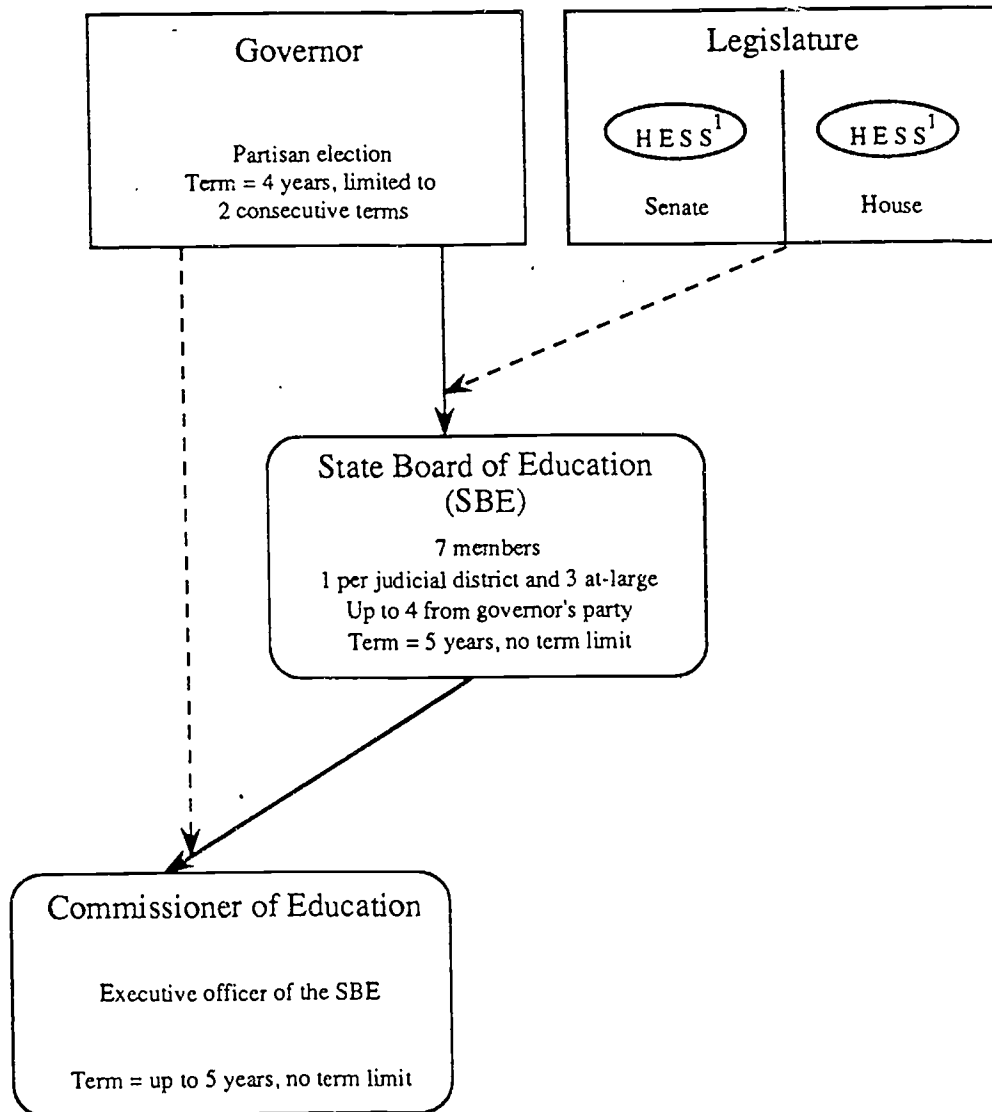 Governor
Partisan election
Term = 4 years, limited to
2 consecutive terms
Legislature
HESS¹
Senate
HESS¹
House
State Board of Education
(SBE)
7 members
1 per judicial district and 3 at-large
Up to 4 from governor's party
Term = 5 years, no term limit
Commissioner of Education
Executive officer of the SBE
Term = up to 5 years, no term limit